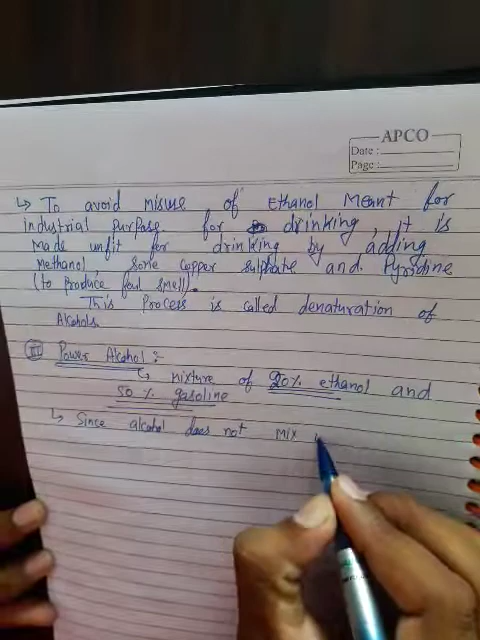 APCO
Date :
Page :
↳ To avoid misuse of Ethanol Meant for
industrial purpose for drinking, it is
made unfit for drinking by adding
Methanol, some copper sulphate and Pyridine
(to produce foul smell).
This Process is called denaturation of
Alcohols.
III Power Alcohol :-
↳ mixture of 20% ethanol and
50 % gasoline
↳ Since alcohol does not mix